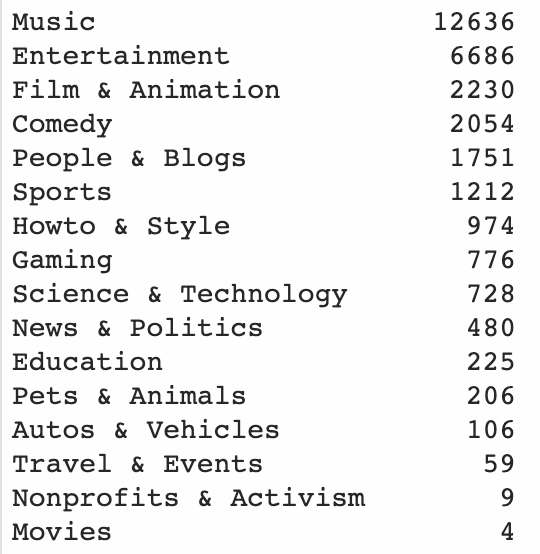 Music 12636
Entertainment 6686
Film & Animation 2230
Comedy 2054
People & Blogs 1751
Sports 1212
Howto & Style 974
Gaming 776
Science & Technology 728
News & Politics 480
Education 225
Pets & Animals 206
Autos & Vehicles 106
Travel & Events 59
Nonprofits & Activism 9
Movies 4